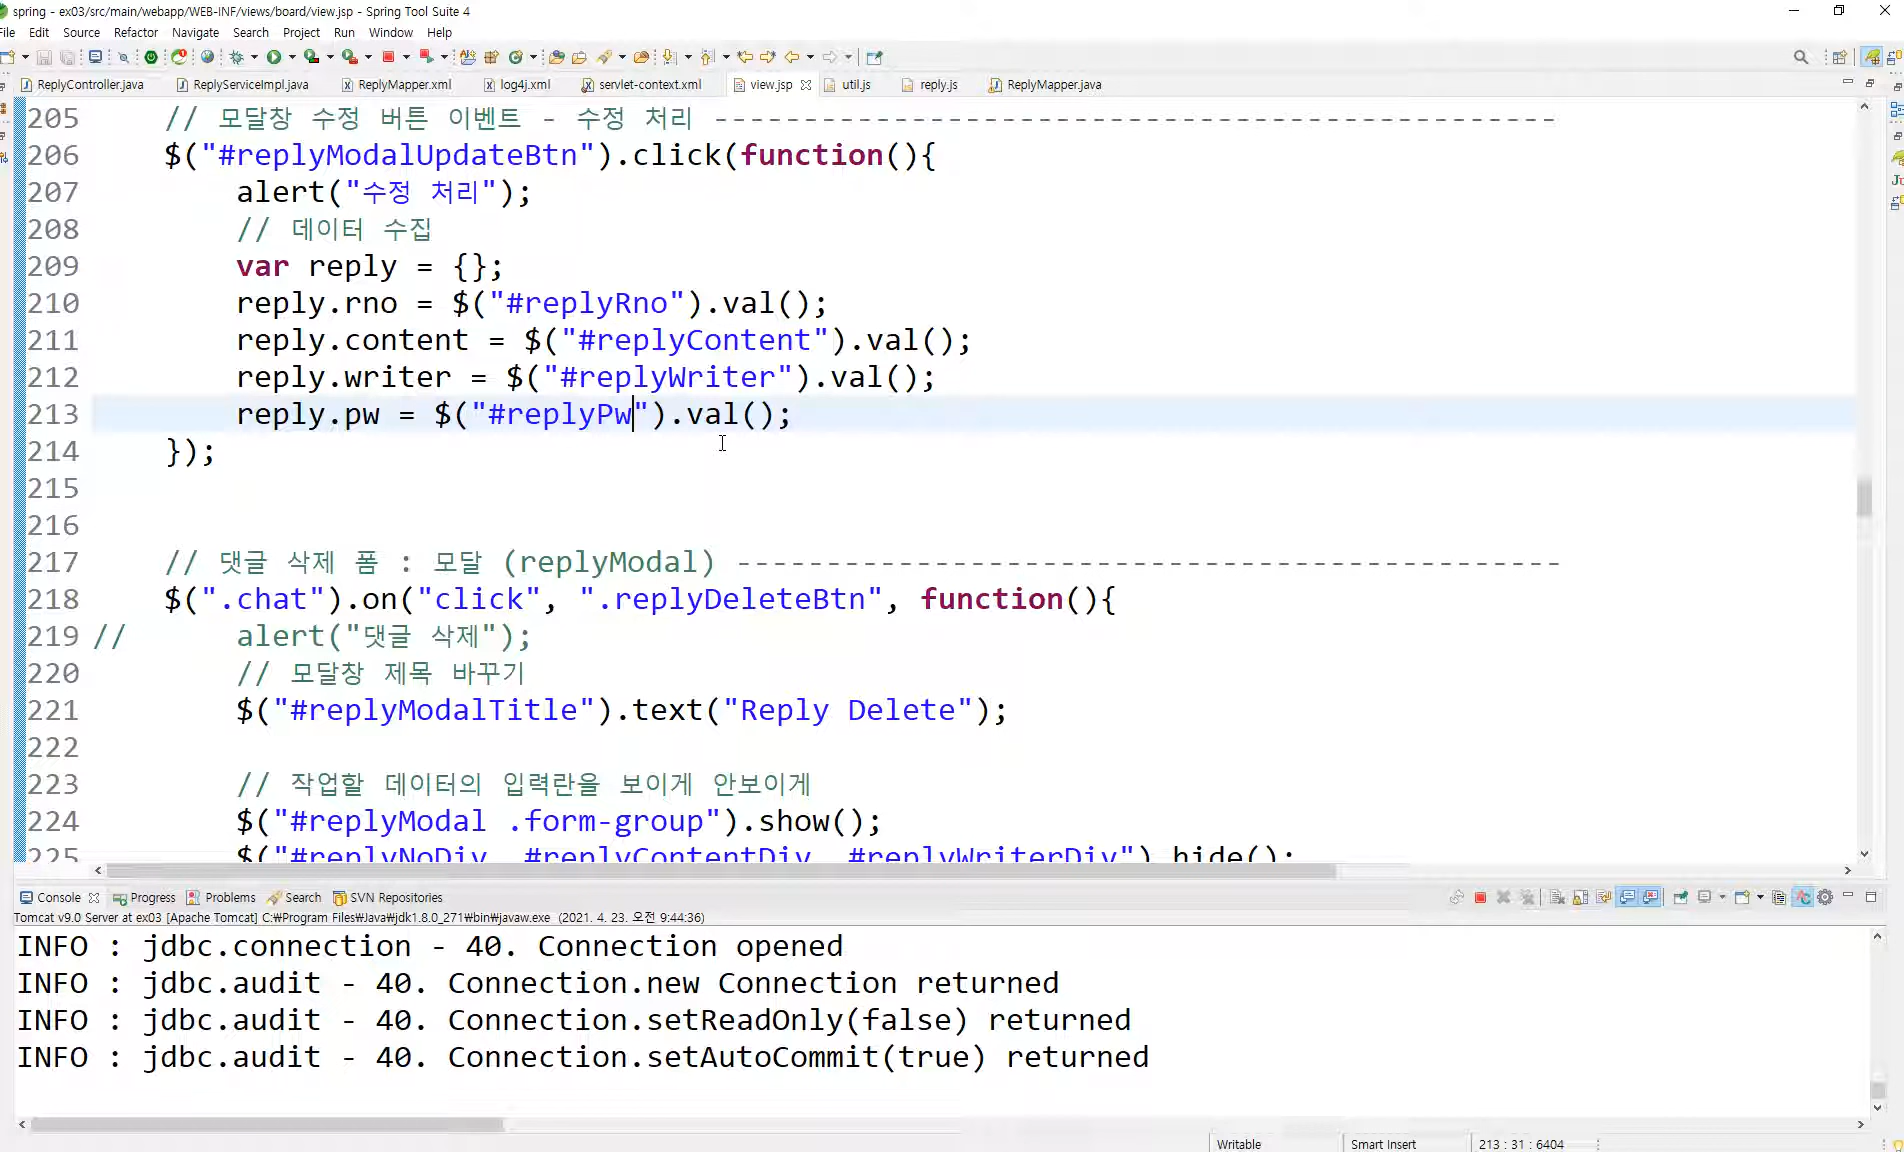 spring - ex03/src/main/webapp/WEB-INF/views/board/view.jsp - Spring Tool Suite 4
File Edit Source Refactor Navigate Search Project Run Window Help
ReplyController.java ReplyServiceImpl.java ReplyMapper.xml log4j.xml servlet-context.xml view.jsp util.js reply.js ReplyMapper.java
205 // 모달창 수정 버튼 이벤트 - 수정 처리 -----------------------------------------------
206 $("#replyModalUpdateBtn").click(function(){
207 alert("수정 처리");
208 // 데이터 수집
209 var reply = {};
210 reply.rno = $("#replyRno").val();
211 reply.content = $("#replyContent").val();
212 reply.writer = $("#replyWriter").val();
213 reply.pw = $("#replyPw").val();
214 });
215
216
217 // 댓글 삭제 폼 : 모달 (replyModal) ----------------------------------------------
218 $(".chat").on("click", ".replyDeleteBtn", function(){
219 // alert("댓글 삭제");
220 // 모달창 제목 바꾸기
221 $("#replyModalTitle").text("Reply Delete");
222
223 // 작업할 데이터의 입력란을 보이게 안보이게
224 $("#replyModal .form-group").show();
225 $("#replyNoDiv, #replyContentDiv, #replyWriterDiv").hide();
Console Progress Problems Search SVN Repositories
Tomcat v9.0 Server at ex03 [Apache Tomcat] C:₩Program Files₩Java₩jdk1.8.0_271₩bin₩javaw.exe (2021. 4. 23. 오전 9:44:36)
INFO : jdbc.connection - 40. Connection opened
INFO : jdbc.audit - 40. Connection.new Connection returned
INFO : jdbc.audit - 40. Connection.setReadOnly(false) returned
INFO : jdbc.audit - 40. Connection.setAutoCommit(true) returned
Writable Smart Insert 213 : 31 : 6404